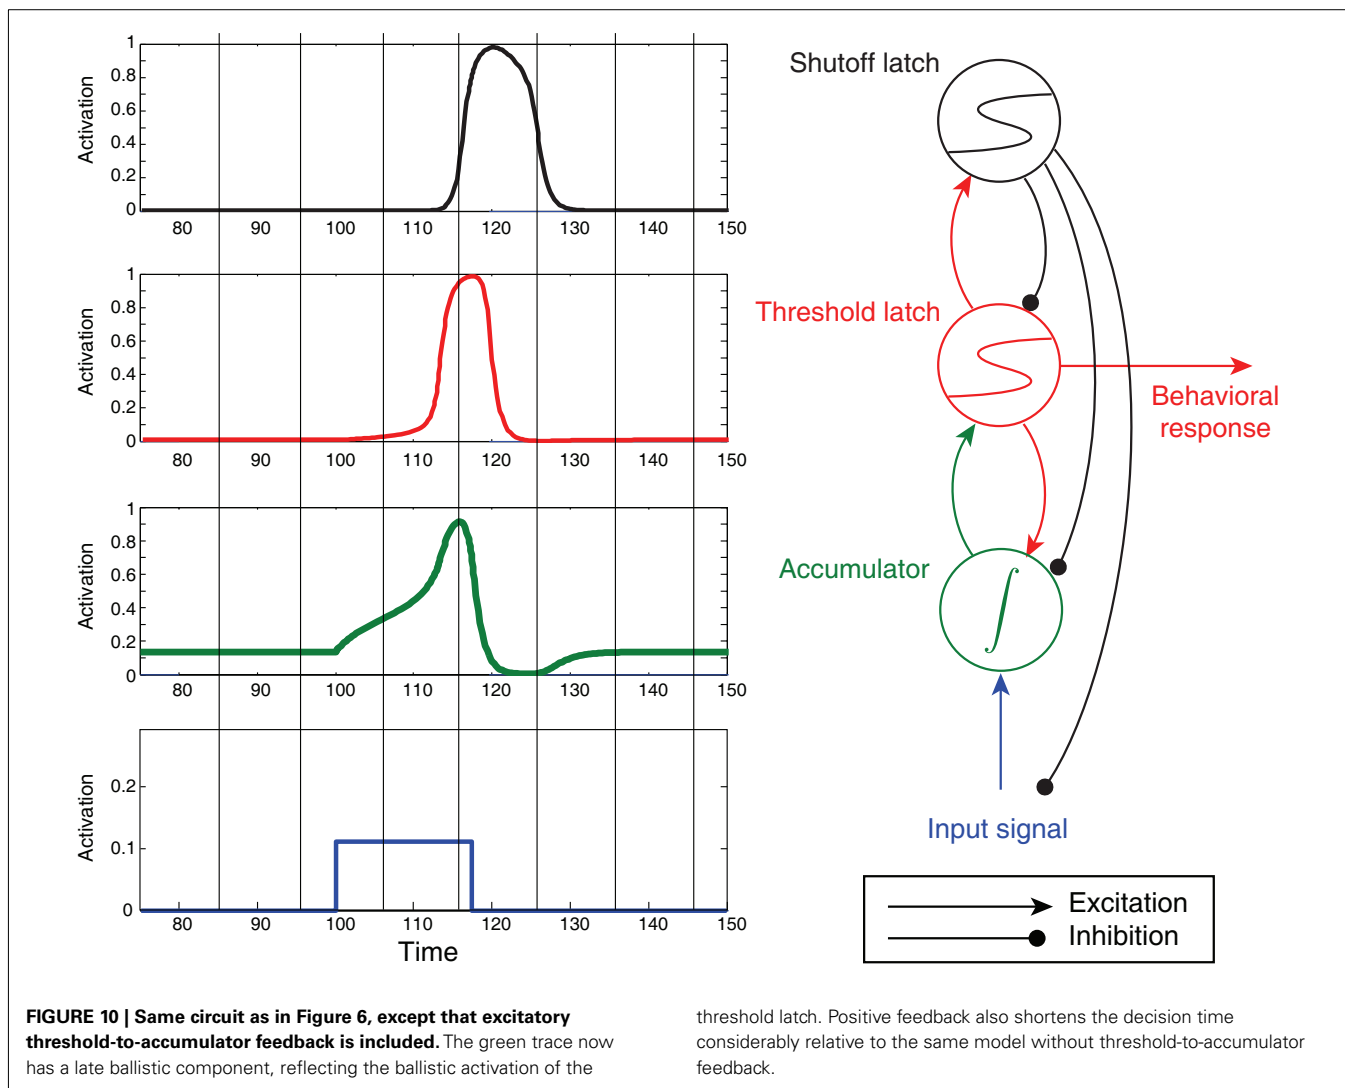 1
0.8
0.6
0.4
0.2
0
Activation
80 90 100 110 120 130 140 150
1
0.8
0.6
0.4
0.2
0
Activation
80 90 100 110 120 130 140 150
1
0.8
0.6
0.4
0.2
0
Activation
80 90 100 110 120 130 140 150
0.2
0.1
0
Activation
80 90 100 110 120 130 140 150
Time
Shutoff latch
Threshold latch
Behavioral
response
Accumulator
Input signal
Excitation
Inhibition
FIGURE 10 | Same circuit as in Figure 6, except that excitatory
threshold-to-accumulator feedback is included. The green trace now
has a late ballistic component, reflecting the ballistic activation of the
threshold latch. Positive feedback also shortens the decision time
considerably relative to the same model without threshold-to-accumulator
feedback.